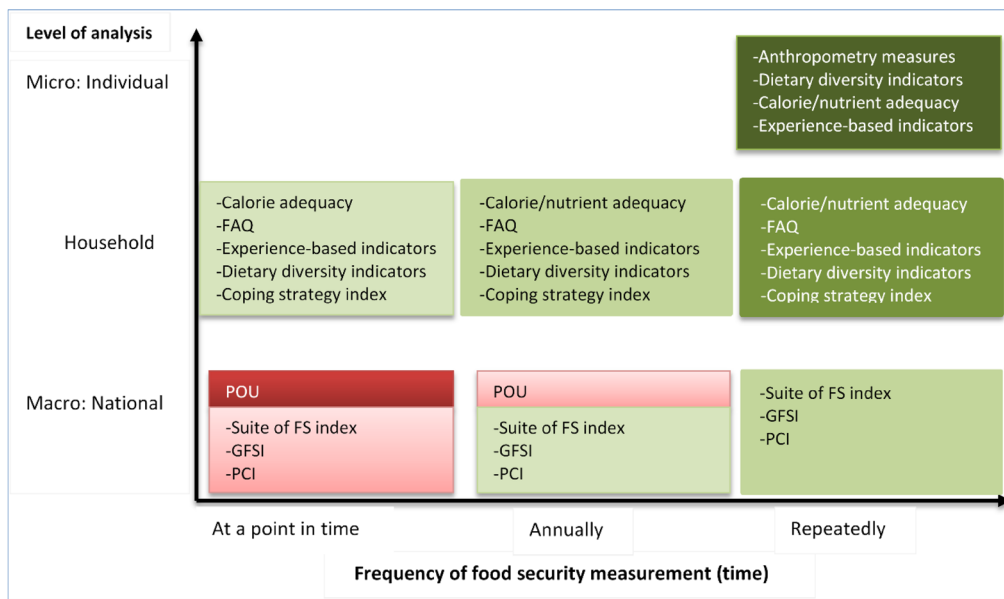 Level of analysis
Micro: Individual
-Anthropometry measures
-Dietary diversity indicators
-Calorie/nutrient adequacy
-Experience-based indicators
Household
-Calorie adequacy
-FAQ
-Experience-based indicators
-Dietary diversity indicators
-Coping strategy index
-Calorie/nutrient adequacy
-FAQ
-Experience-based indicators
-Dietary diversity indicators
-Coping strategy index
-Calorie/nutrient adequacy
-FAQ
-Experience-based indicators
-Dietary diversity indicators
-Coping strategy index
Macro: National
POU
-Suite of FS index
-GFSI
-PCI
POU
-Suite of FS index
-GFSI
-PCI
-Suite of FS index
-GFSI
-PCI
At a point in time
Annually
Repeatedly
Frequency of food security measurement (time)